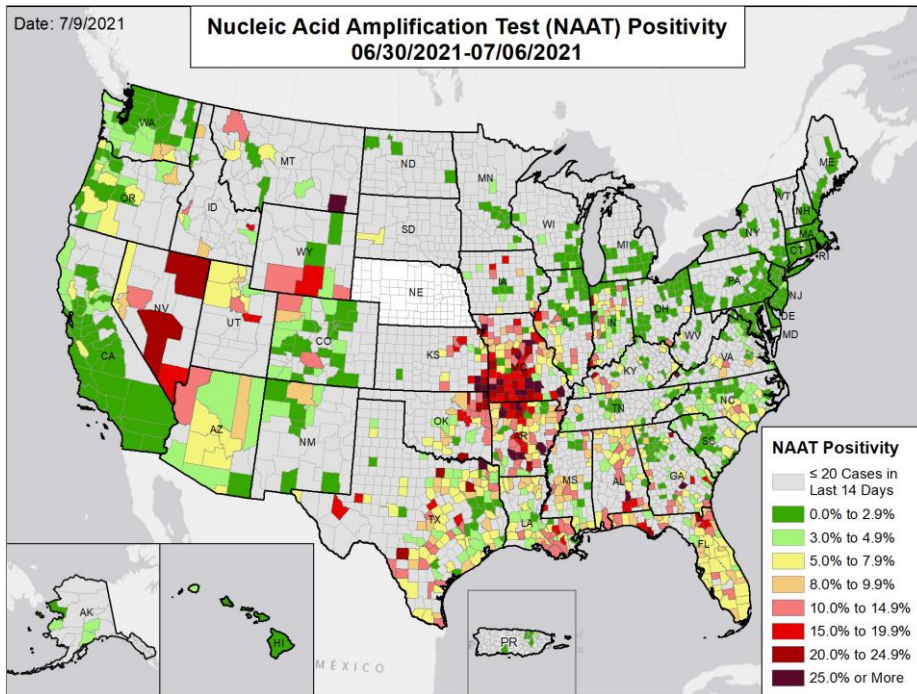 Date: 7/9/2021
Nucleic Acid Amplification Test (NAAT) Positivity
06/30/2021-07/06/2021
WA
MT
ND
MN
ME
OR
ID
WY
SD
WI
MI
VT
NH
NY
MA
CT
RI
NV
UT
CO
NE
IA
IL
IN
OH
PA
NJ
DE
MD
WV
VA
CA
AZ
NM
KS
MO
KY
OK
AR
TN
NC
SC
TX
LA
MS
AL
GA
FL
AK
HI
PR
MÉXICO
NAAT Positivity
≤ 20 Cases in
Last 14 Days
0.0% to 2.9%
3.0% to 4.9%
5.0% to 7.9%
8.0% to 9.9%
10.0% to 14.9%
15.0% to 19.9%
20.0% to 24.9%
25.0% or More